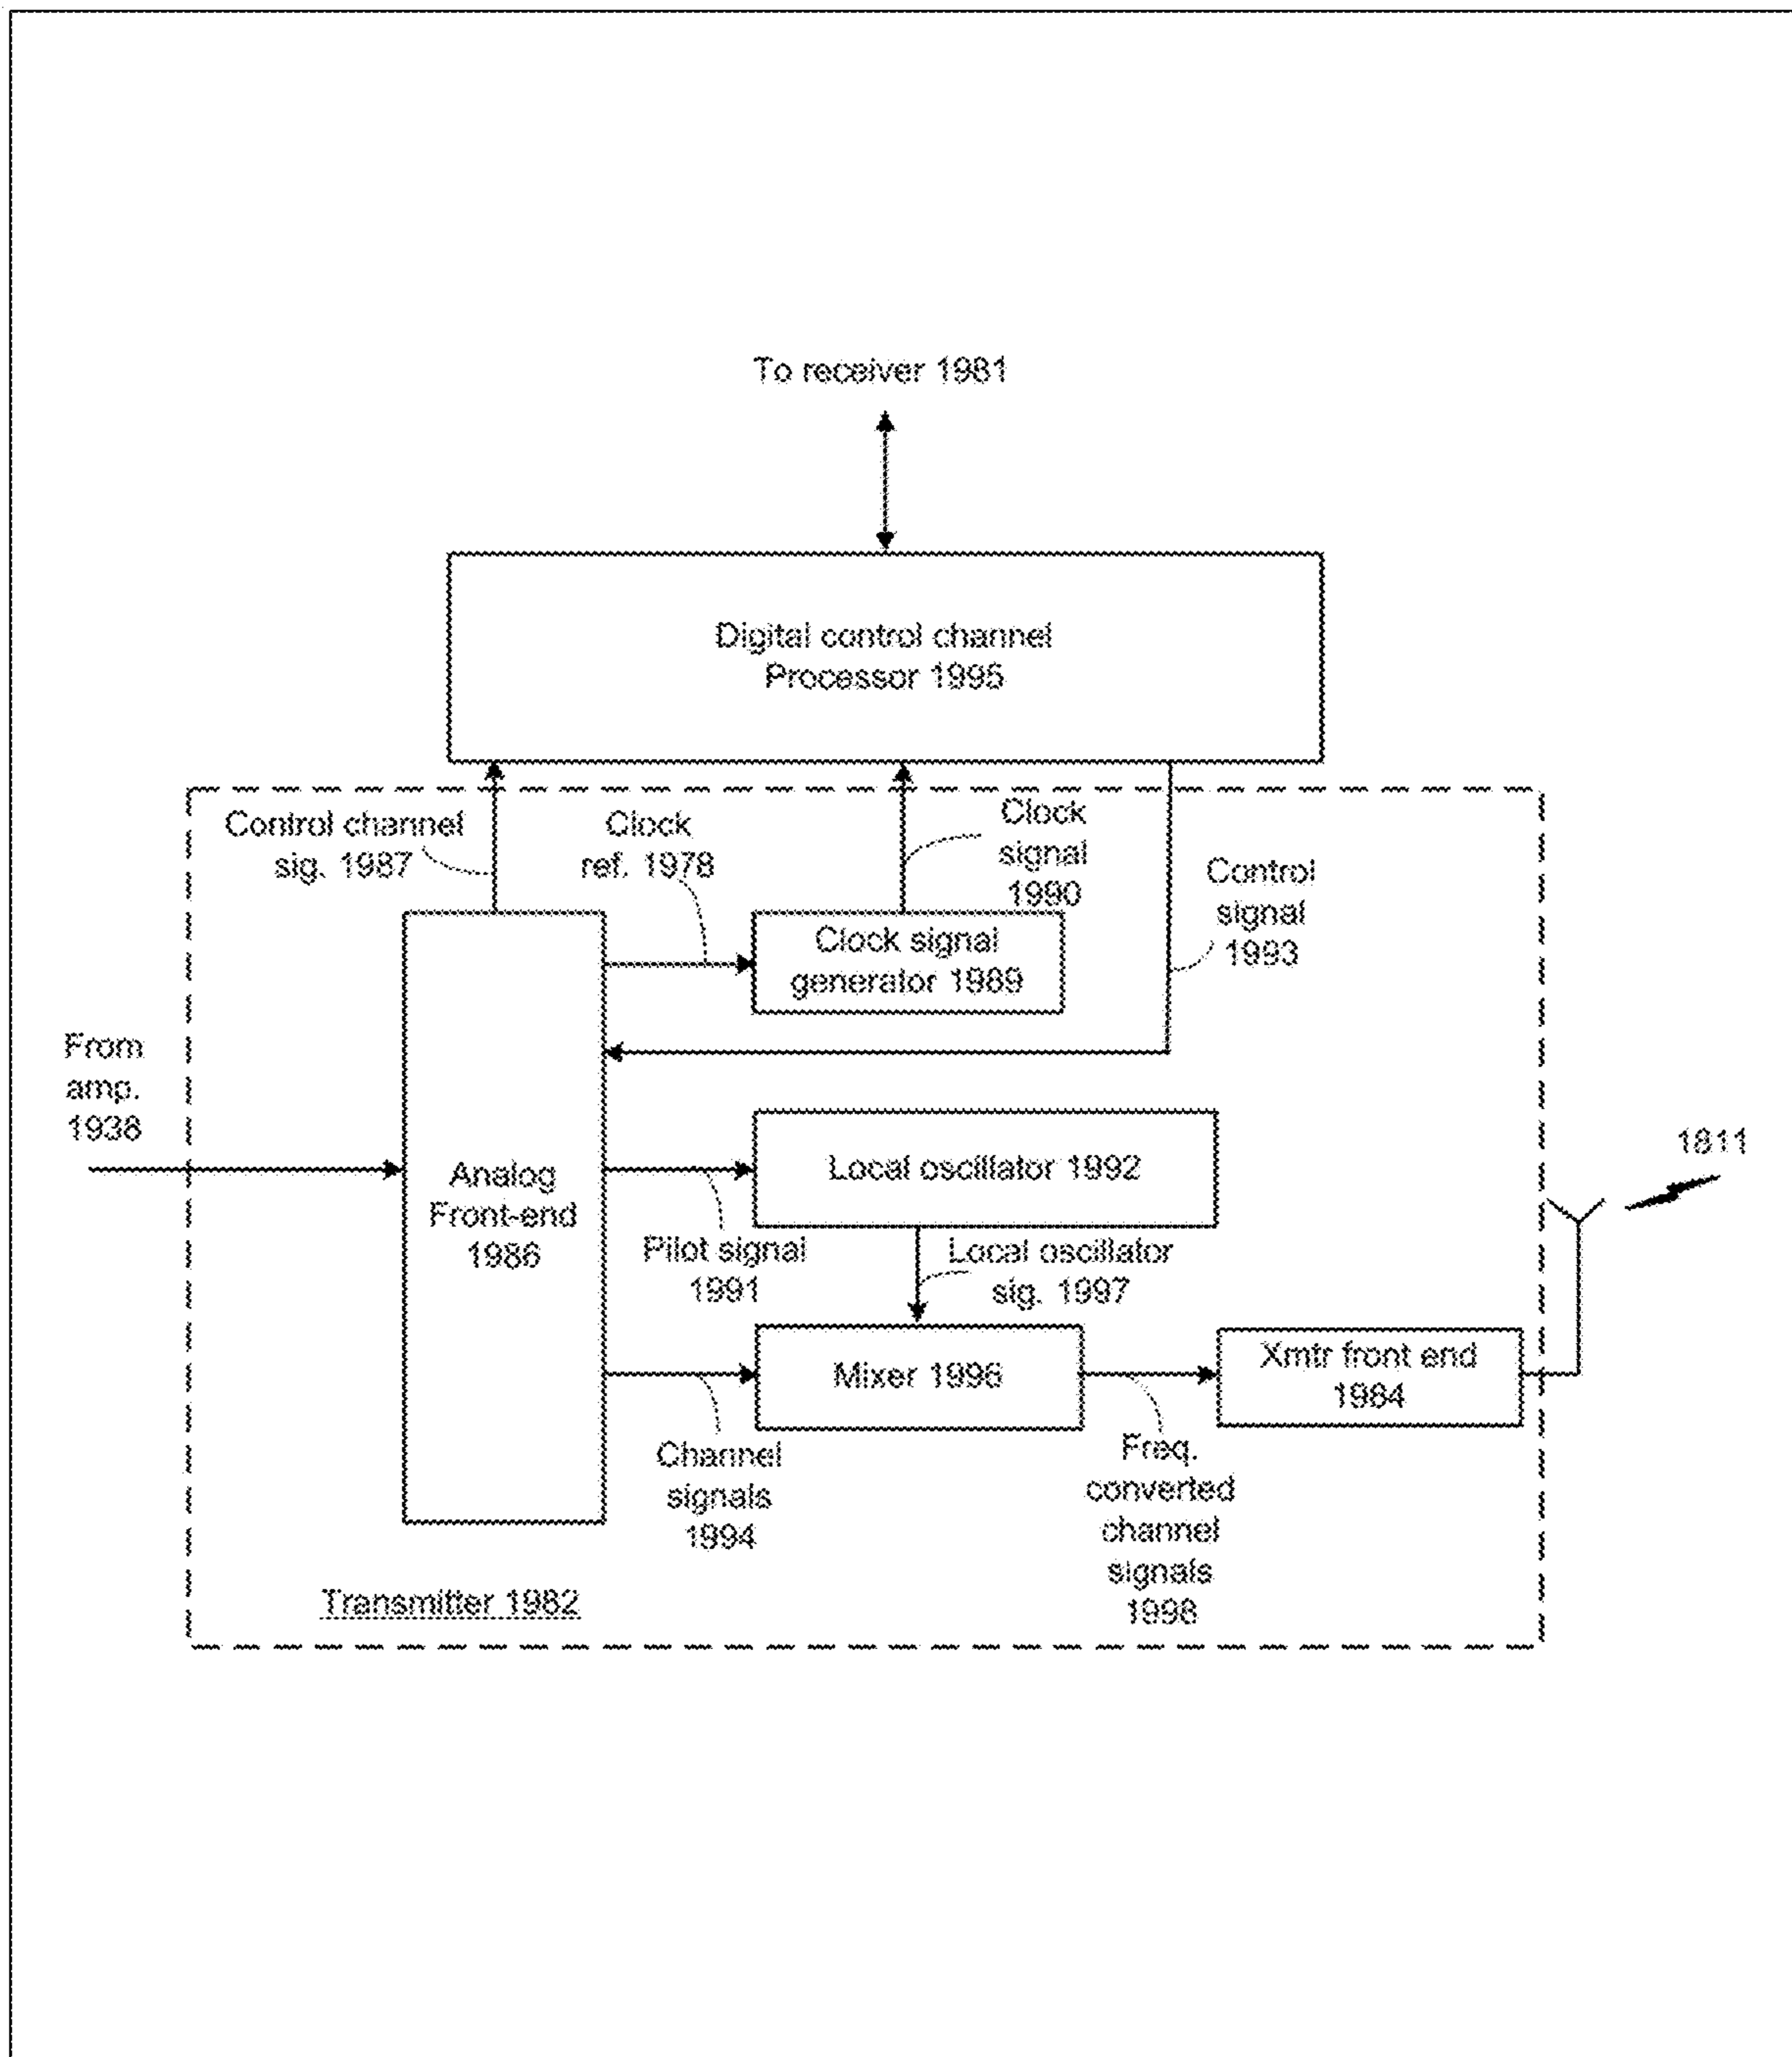 To receiver 1981
Digital control channel
Processor 1995
Control channel
sig. 1987
Clock
ref. 1978
Clock
signal
1990
Control
signal
1993
Clock signal
generator 1989
From
amp.
1938
Analog
Front-end
1986
Local oscillator 1992
1811
Pilot signal
1991
Local oscillator
sig. 1997
Mixer 1996
Xmtr front end
1984
Channel
signals
1994
Freq.
converted
channel
signals
1998
Transmitter 1982